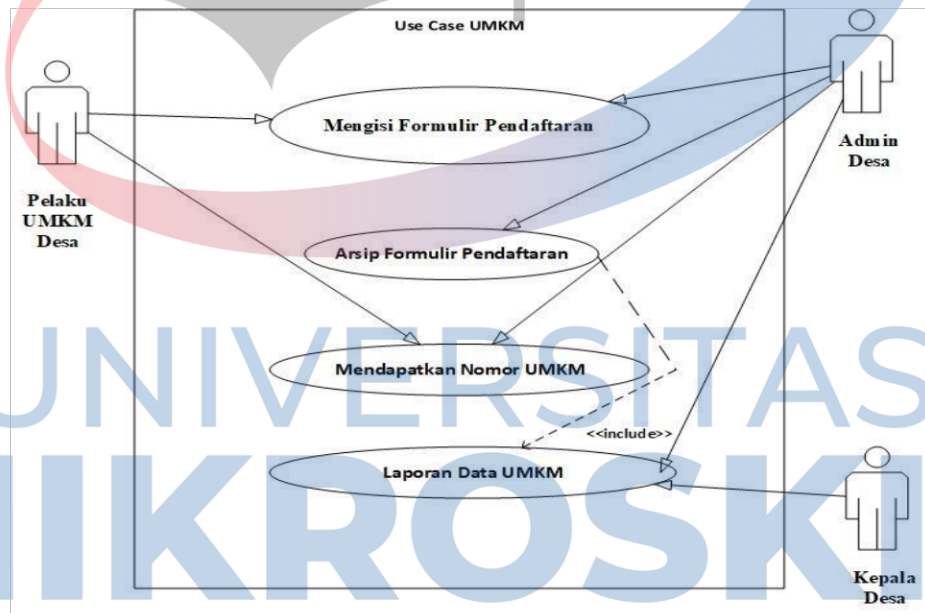 Use Case UMKM
Mengisi Formulir Pendaftaran
Admin
Desa
Pelaku
UMKM
Desa
Arsip Formulir Pendaftaran
Mendapatkan Nomor UMKM
<<include>>
Laporan Data UMKM
Kepala
Desa
UNIVERSITAS
MIKROSKI